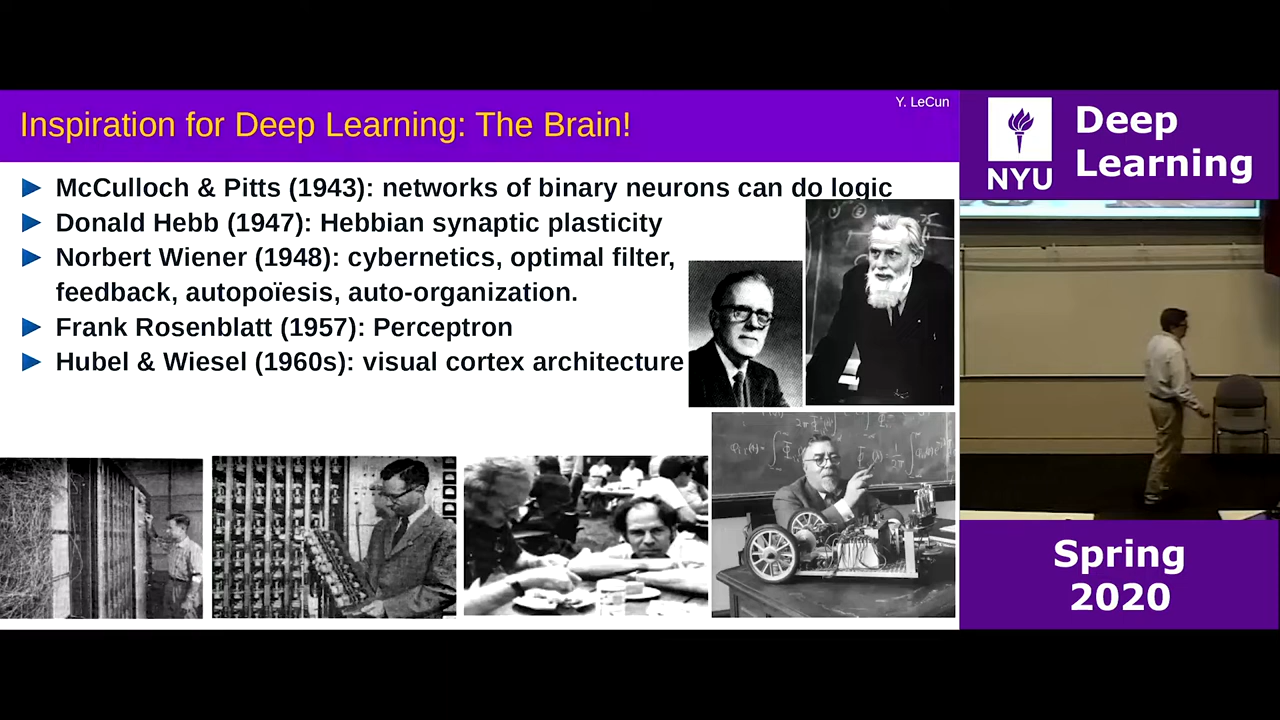 Y. LeCun
Inspiration for Deep Learning: The Brain!
McCulloch & Pitts (1943): networks of binary neurons can do logic
Donald Hebb (1947): Hebbian synaptic plasticity
Norbert Wiener (1948): cybernetics, optimal filter,
feedback, autopoïesis, auto-organization.
Frank Rosenblatt (1957): Perceptron
Hubel & Wiesel (1960s): visual cortex architecture
NYU
Deep
Learning
Spring
2020